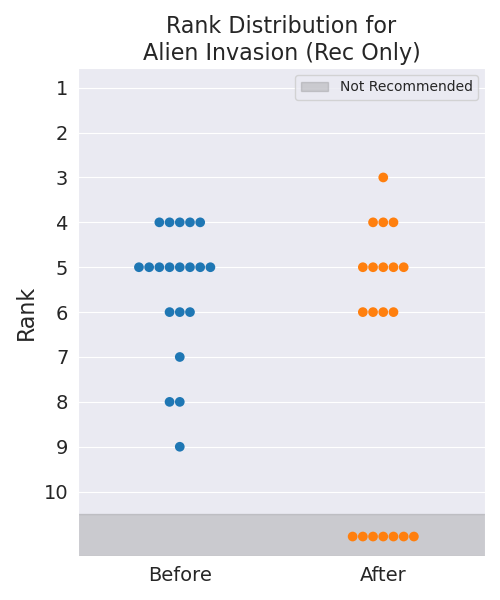 Rank Distribution for
Alien Invasion (Rec Only)
Not Recommended
1
2
3
4
5
6
7
8
9
10
Rank
Before
After